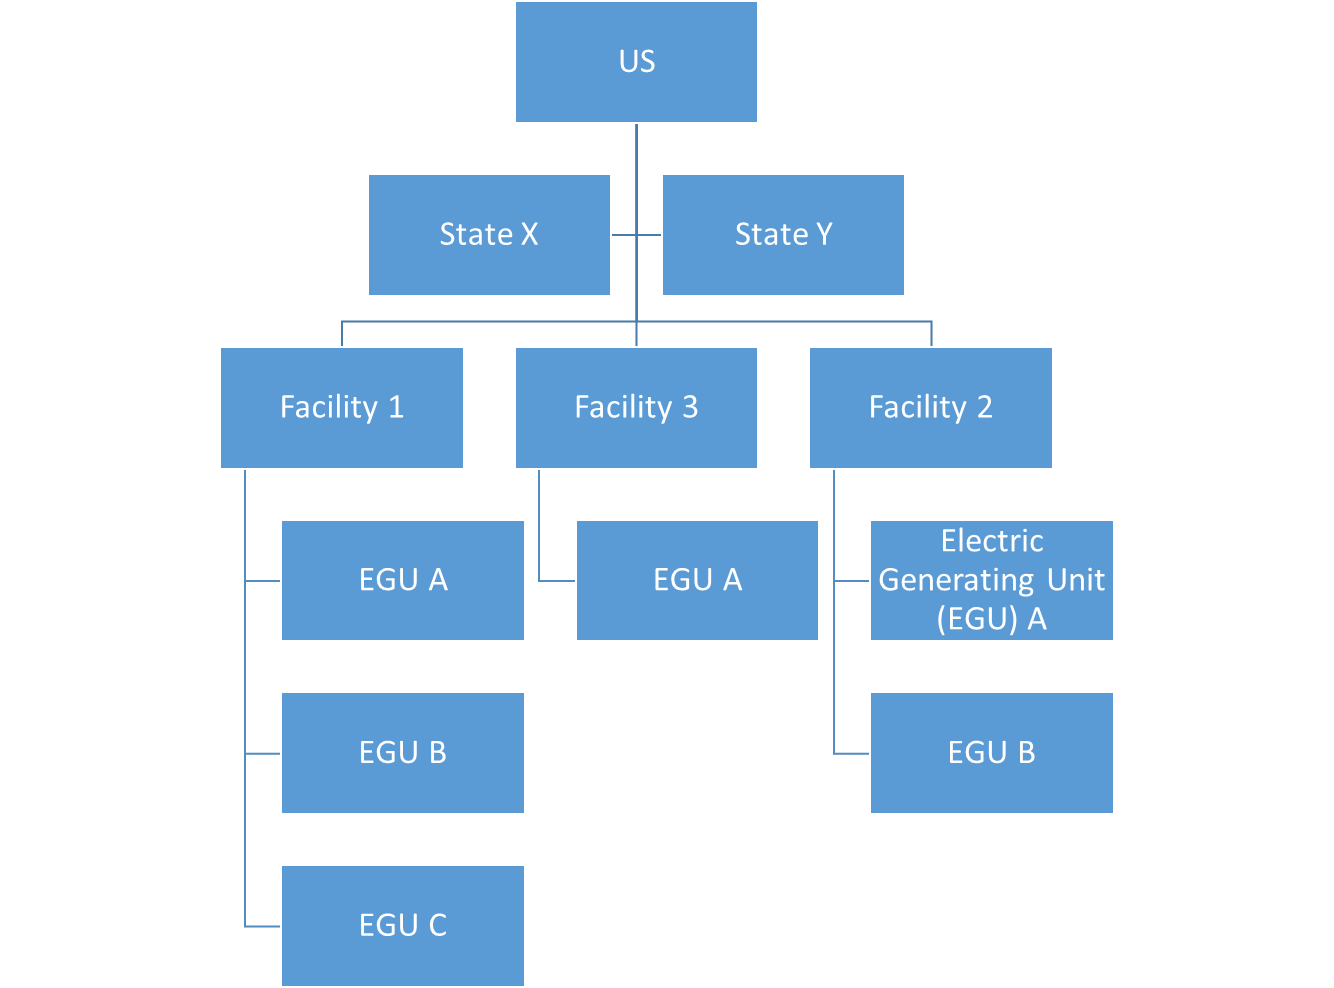 US
State X
State Y
Facility 1
Facility 3
Facility 2
EGU A
EGU A
Electric
Generating Unit
(EGU) A
EGU B
EGU B
EGU C